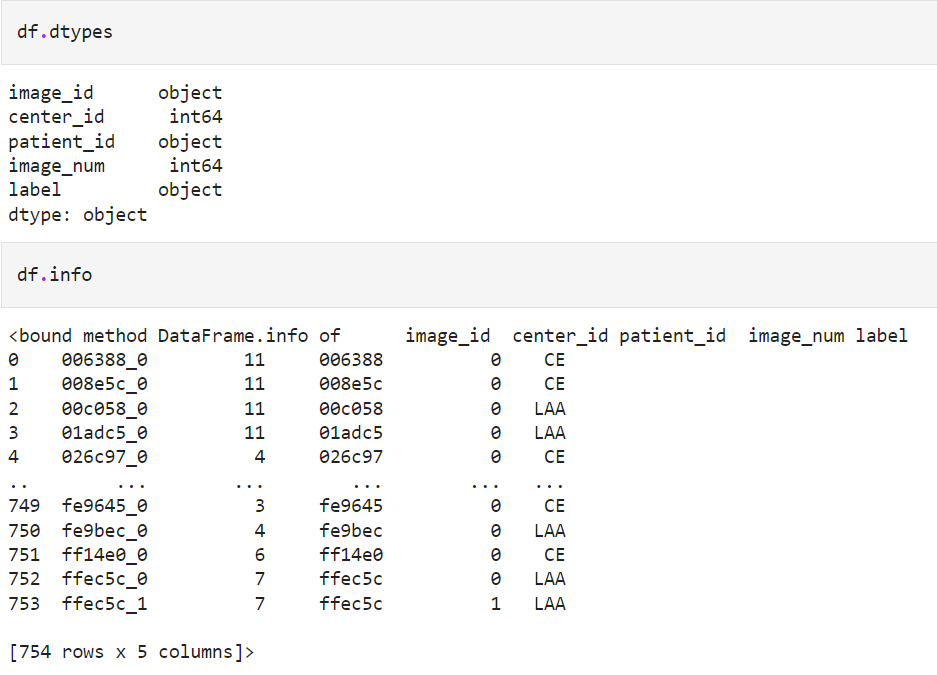 df.dtypes
image_id      object
center_id      int64
patient_id    object
image_num      int64
label         object
dtype: object
df.info
<bound method DataFrame.info of      image_id  center_id patient_id  image_num label
0    006388_0         11     006388          0    CE
1    008e5c_0         11     008e5c          0    CE
2    00c058_0         11     00c058          0   LAA
3    01adc5_0         11     01adc5          0   LAA
4    026c97_0          4     026c97          0    CE
..        ...        ...        ...        ...   ...
749  fe9645_0          3     fe9645          0    CE
750  fe9bec_0          4     fe9bec          0   LAA
751  ff14e0_0          6     ff14e0          0    CE
752  ffec5c_0          7     ffec5c          0   LAA
753  ffec5c_1          7     ffec5c          1   LAA
[754 rows x 5 columns]>